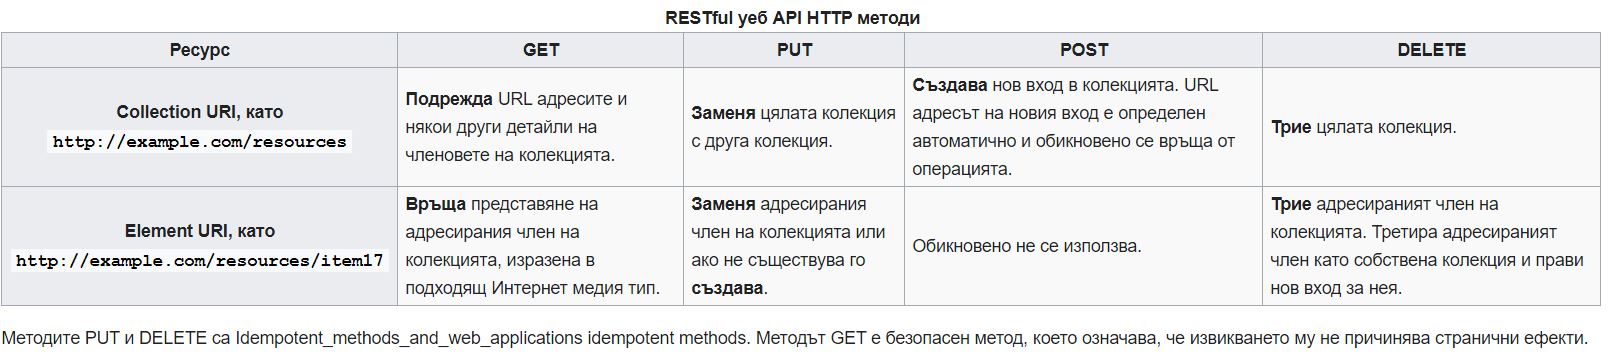 RESTful уеб API HTTP методи
Ресурс GET PUT POST DELETE
Collection URI, като
http://example.com/resources
Подрежда URL адресите и
някои други детайли на
членовете на колекцията.
Заменя цялата колекция
с друга колекция.
Създава нов вход в колекцията. URL
адресът на новия вход е определен
автоматично и обикновено се връща от
операцията.
Трие цялата колекция.
Element URI, като
http://example.com/resources/item17
Връща представяне на
адресирания член на
колекцията, изразена в
подходящ Интернет медия тип.
Заменя адресирания
член на колекцията или
ако не съществува го
създава.
Обикновено не се използва.
Трие адресираният член на
колекцията. Третира адресираният
член като собствена колекция и прави
нов вход за нея.
Методите PUT и DELETE са Idempotent_methods_and_web_applications idempotent methods. Методът GET е безопасен метод, което означава, че извикването му не причинява странични ефекти.